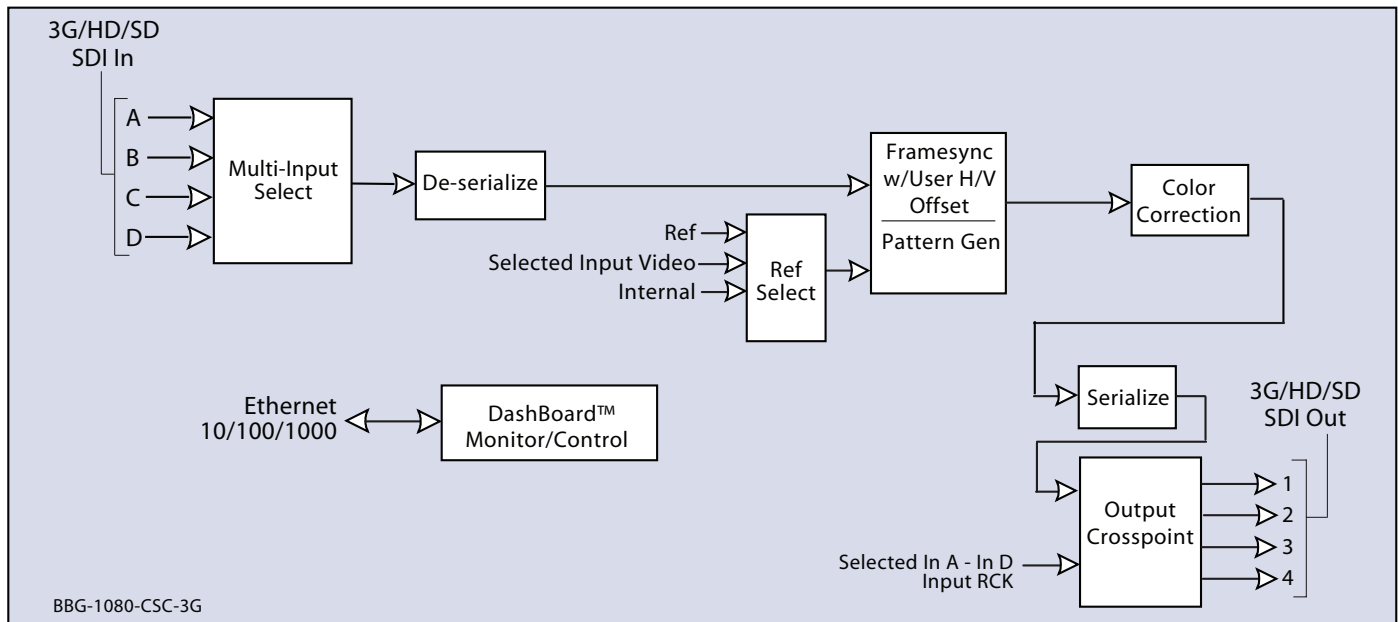 3G/HD/SD
SDI In
A
B
C
D
Multi-Input
Select
De-serialize
Ref
Selected Input Video
Internal
Ref
Select
Framesync
w/User H/V
Offset
Pattern Gen
Color
Correction
Ethernet
10/100/1000
DashBoard™
Monitor/Control
Serialize
3G/HD/SD
SDI Out
Output
Crosspoint
1
2
3
4
Selected In A - In D
Input RCK
BBG-1080-CSC-3G